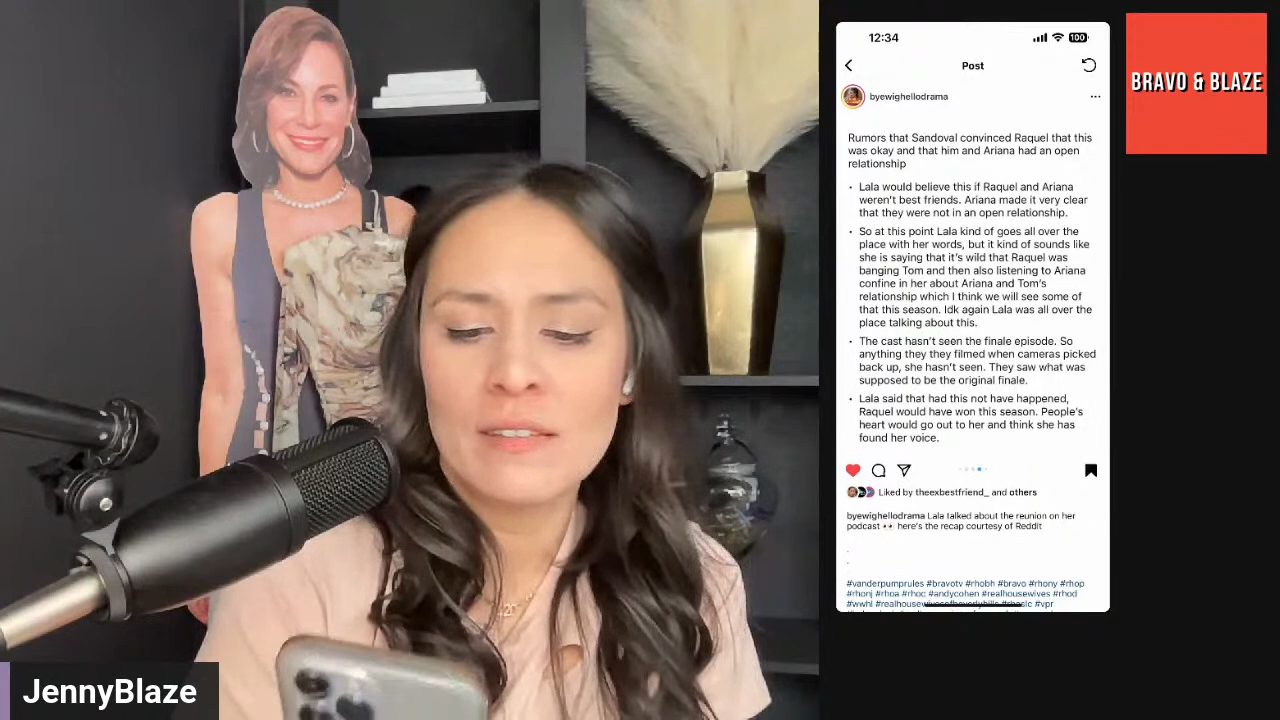 12:34
100
Post
byewighellodrama
Rumors that Sandoval convinced Raquel that this
was okay and that him and Ariana had an open
relationship
• Lala would believe this if Raquel and Ariana
weren't best friends. Ariana made it very clear
that they were not in an open relationship.
• So at this point Lala kind of goes all over the
place with her words, but it kind of sounds like
she is saying that it's wild that Raquel was
banging Tom and then also listening to Ariana
confine in her about Ariana and Tom's
relationship which I think we will see some of
that this season. Idk again Lala was all over the
place talking about this.
• The cast hasn't seen the finale episode. So
anything they they filmed when cameras picked
back up, she hasn't seen. They saw what was
supposed to be the original finale.
• Lala said that had this not have happened,
Raquel would have won this season. People's
heart would go out to her and think she has
found her voice.
Liked by theexbestfriend_ and others
byewighellodrama Lala talked about the reunion on her
podcast 👀 here's the recap courtesy of Reddit
.
.
#vanderpumprules #bravotv #rhobh #bravo #rhony #rhop
#rhonj #rhoa #rhoc #andycohen #realhousewives #rhod
#wwhl #realhousewivesofbeverlyhills #rhoslc #vpr
BRAVO & BLAZE
JennyBlaze